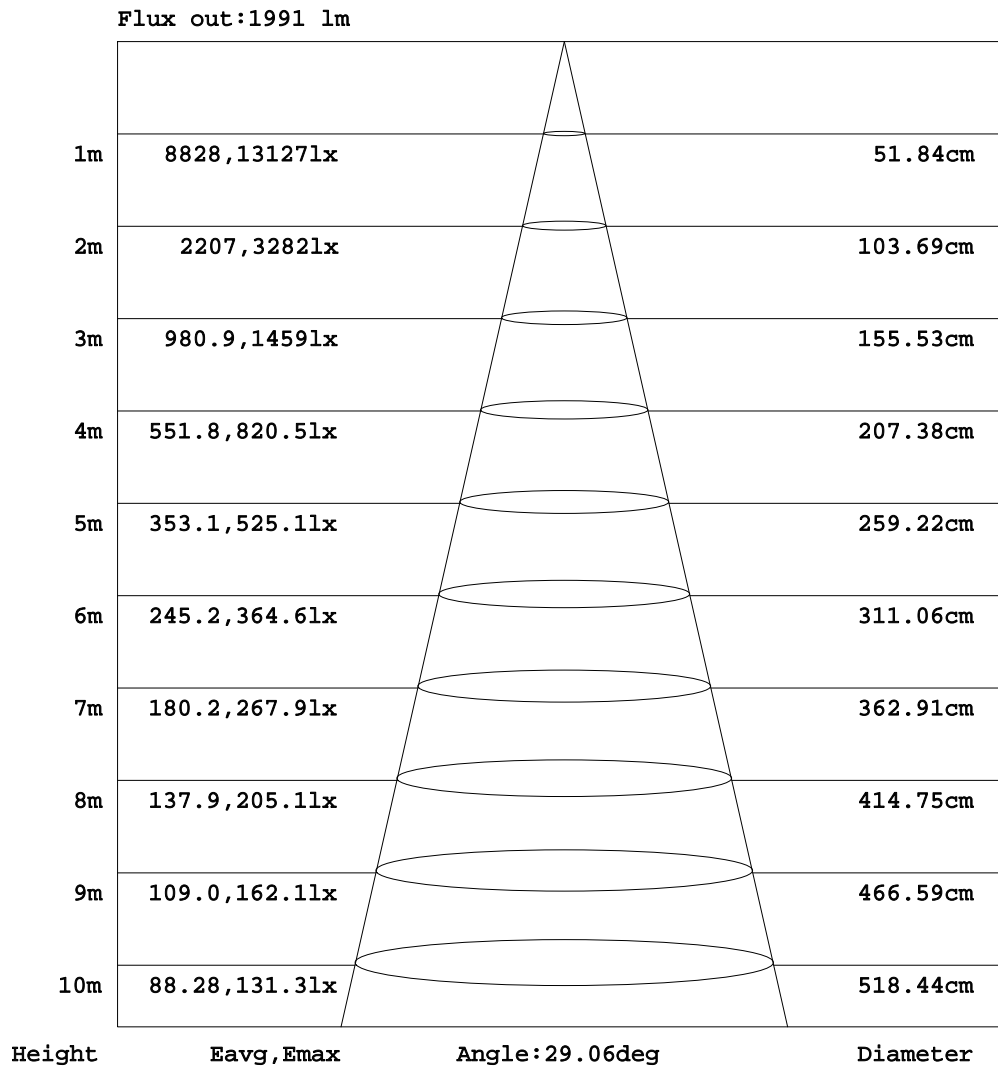 Flux out:1991 lm
1m 8828,13127lx 51.84cm
2m 2207,3282lx 103.69cm
3m 980.9,1459lx 155.53cm
4m 551.8,820.5lx 207.38cm
5m 353.1,525.1lx 259.22cm
6m 245.2,364.6lx 311.06cm
7m 180.2,267.9lx 362.91cm
8m 137.9,205.1lx 414.75cm
9m 109.0,162.1lx 466.59cm
10m 88.28,131.3lx 518.44cm
Height Eavg,Emax Angle:29.06deg Diameter